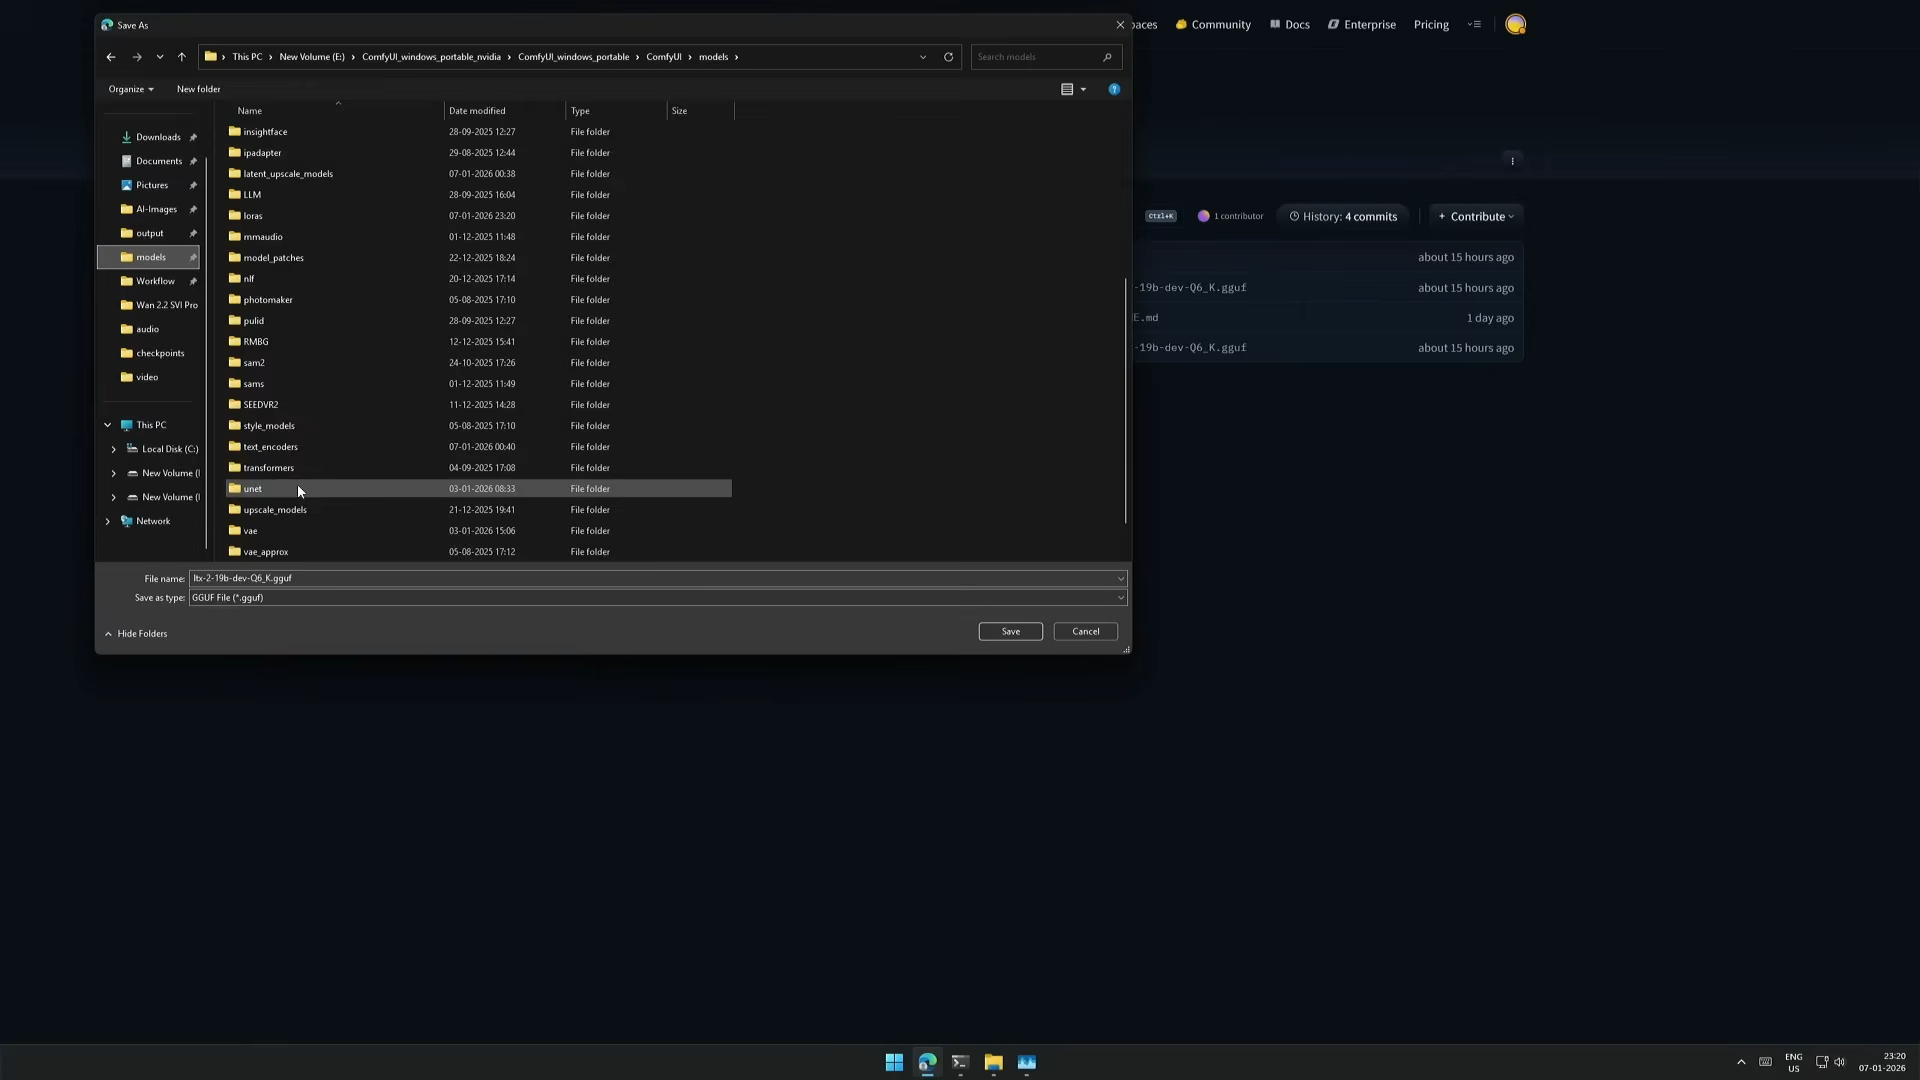 Save As
This PC > New Volume (E:) > ComfyUI_windows_portable_nvidia > ComfyUI_windows_portable > ComfyUI > models >
Search models
Organize
New folder
Name
Date modified
Type
Size
Downloads
Documents
Pictures
AI-Images
output
models
Workflow
Wan 2.2 SVI Pro
audio
checkpoints
video
This PC
Local Disk (C:)
New Volume (
New Volume (
Network
insightface 28-09-2025 12:27 File folder
ipadapter 29-08-2025 12:44 File folder
latent_upscale_models 07-01-2026 00:38 File folder
LLM 28-09-2025 16:04 File folder
loras 07-01-2026 23:20 File folder
mmaudio 01-12-2025 11:48 File folder
model_patches 22-12-2025 18:24 File folder
nlf 20-12-2025 17:14 File folder
photomaker 05-08-2025 17:10 File folder
pulid 28-09-2025 12:27 File folder
RMBG 12-12-2025 15:41 File folder
sam2 24-10-2025 17:26 File folder
sams 01-12-2025 11:49 File folder
SEEDVR2 11-12-2025 14:28 File folder
style_models 05-08-2025 17:10 File folder
text_encoders 07-01-2026 00:40 File folder
transformers 04-09-2025 17:08 File folder
unet 03-01-2026 08:33 File folder
upscale_models 21-12-2025 19:41 File folder
vae 03-01-2026 15:06 File folder
vae_approx 05-08-2025 17:12 File folder
File name: ltx-2-19b-dev-Q6_K.gguf
Save as type: GGUF File (*.gguf)
Hide Folders
Save
Cancel
paces
Community
Docs
Enterprise
Pricing
Ctrl+K
1 contributor
History: 4 commits
+ Contribute
about 15 hours ago
-19b-dev-Q6_K.gguf about 15 hours ago
E.md 1 day ago
-19b-dev-Q6_K.gguf about 15 hours ago
ENG
US
23:20
07-01-2026